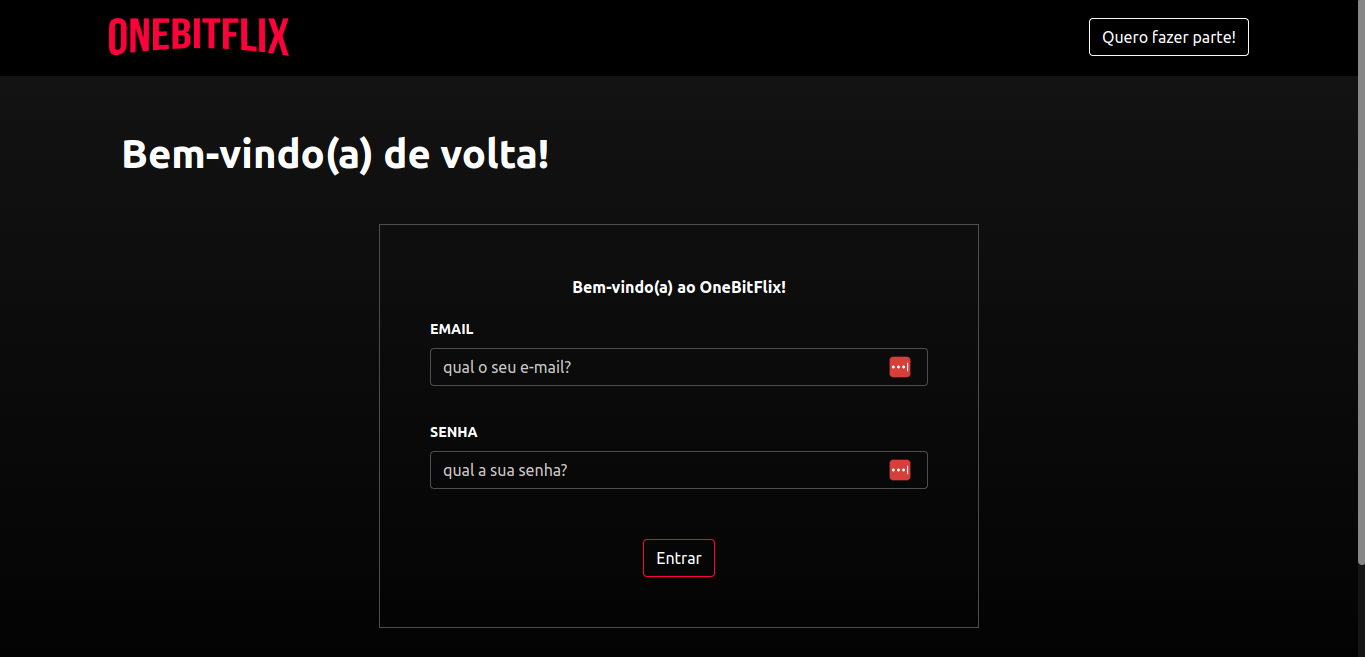 ONEBITFLIX
Quero fazer parte!
Bem-vindo(a) de volta!
Bem-vindo(a) ao OneBitFlix!
EMAIL
qual o seu e-mail?
SENHA
qual a sua senha?
Entrar